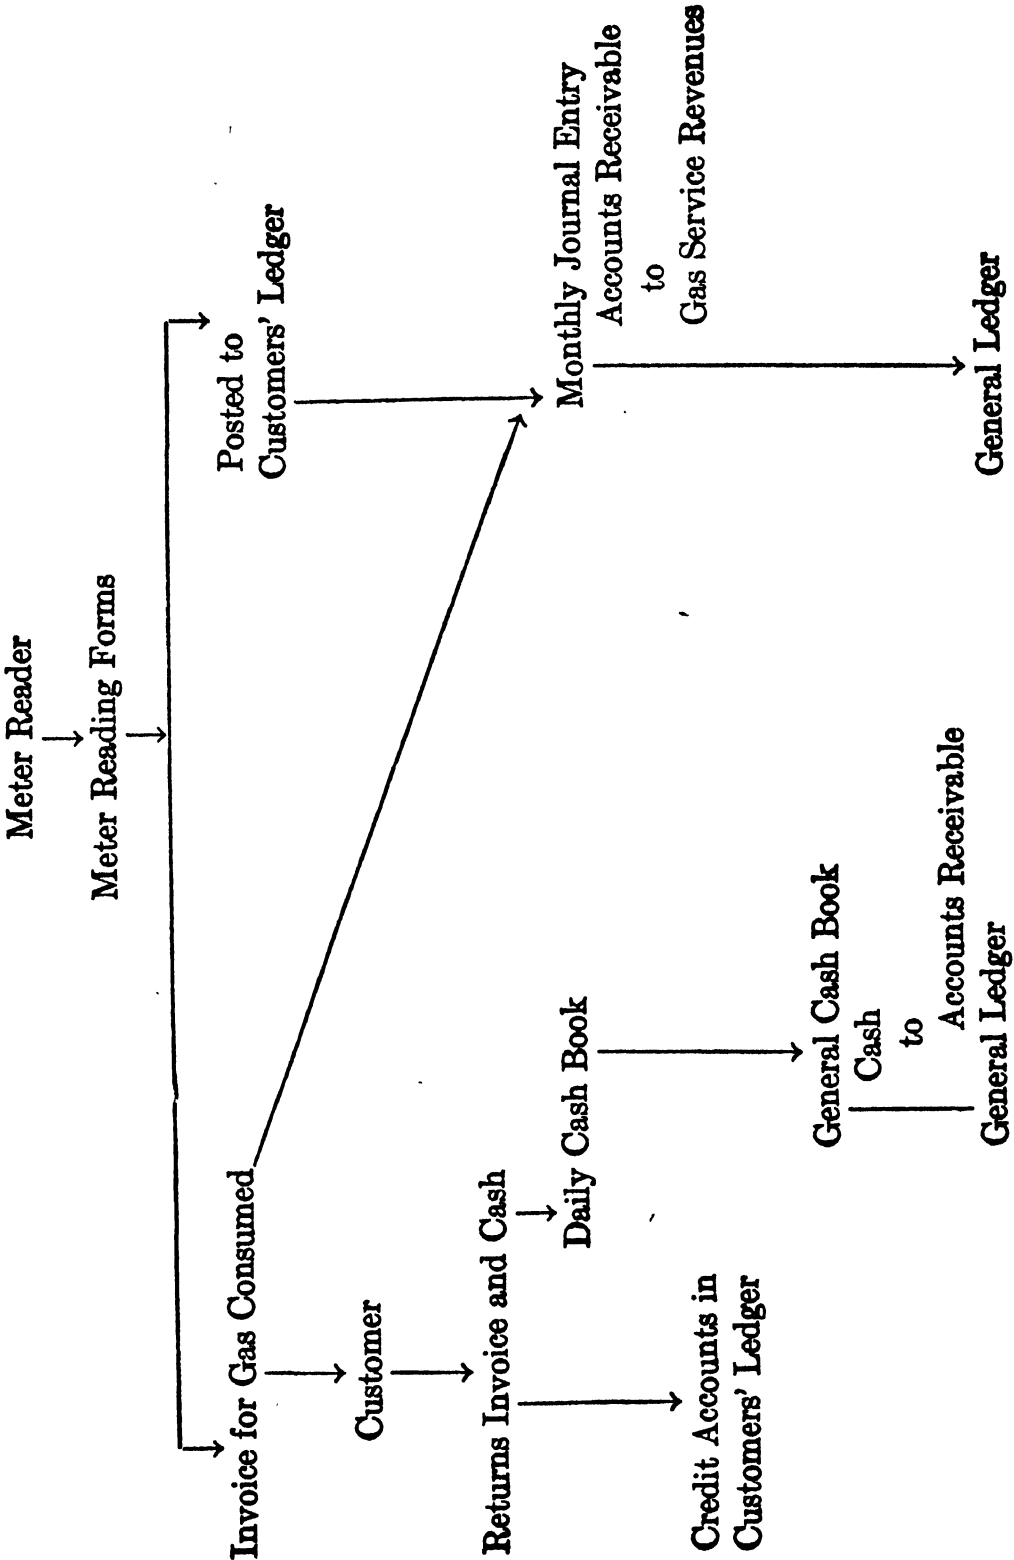 Meter Reader
Meter Reading Forms
Invoice for Gas Consumed
Posted to
Customers' Ledger
Customer
Returns Invoice and Cash
Daily Cash Book
Monthly Journal Entry
Accounts Receivable
to
Gas Service Revenues
Credit Accounts in
Customers' Ledger
General Cash Book
Cash
to
Accounts Receivable
General Ledger
General Ledger